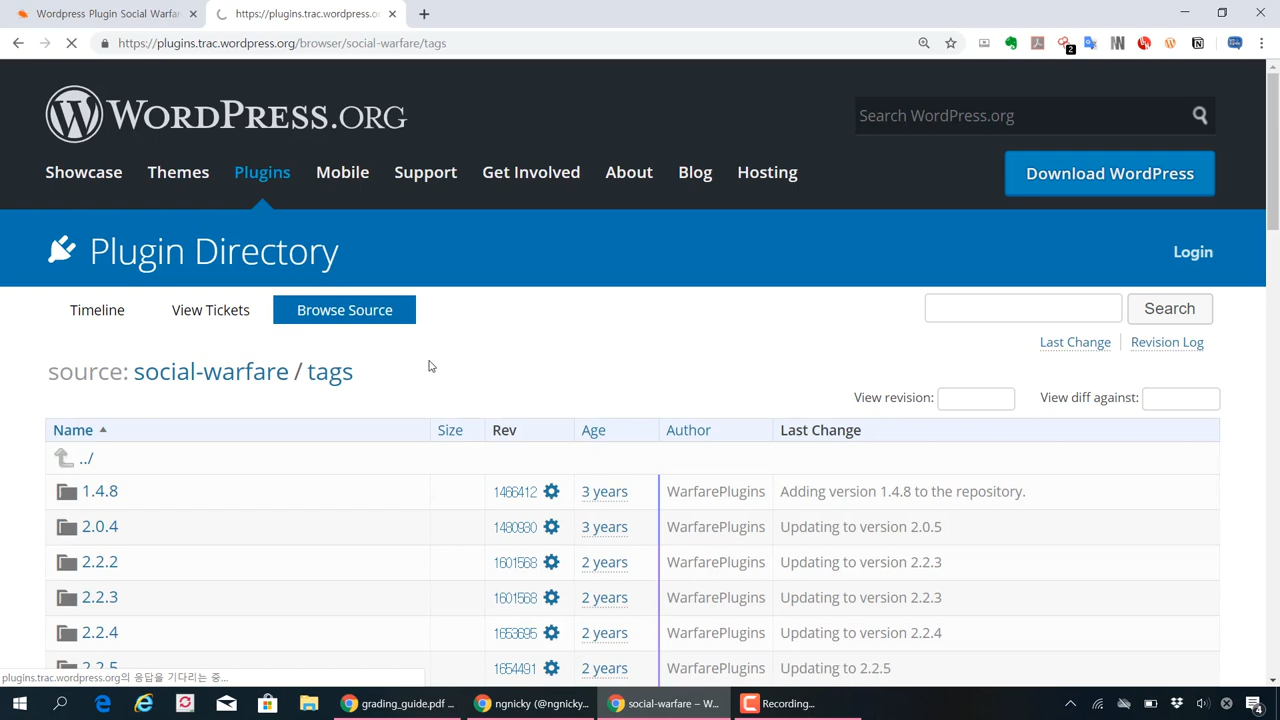 Wordpress Plugin Social Warfar
https://plugins.trac.wordpress.o
https://plugins.trac.wordpress.org/browser/social-warfare/tags
2
WORDPRESS.ORG
Search WordPress.org
Showcase Themes Plugins Mobile Support Get Involved About Blog Hosting
Download WordPress
Plugin Directory
Login
Timeline View Tickets Browse Source
Search
Last Change Revision Log
source: social-warfare / tags
View revision: View diff against:
Name Size Rev Age Author Last Change
../
1.4.8 1466412 3 years WarfarePlugins Adding version 1.4.8 to the repository.
2.0.4 1480930 3 years WarfarePlugins Updating to version 2.0.5
2.2.2 1601568 2 years WarfarePlugins Updating to version 2.2.3
2.2.3 1601568 2 years WarfarePlugins Updating to version 2.2.3
2.2.4 1653695 2 years WarfarePlugins Updating to version 2.2.4
2.2.5 1654491 2 years WarfarePlugins Updating to 2.2.5
plugins.trac.wordpress.org의 응답을 기다리는 중...
grading_guide.pdf ... ngnicky (@ngnicky... social-warfare – W... Recording...
4